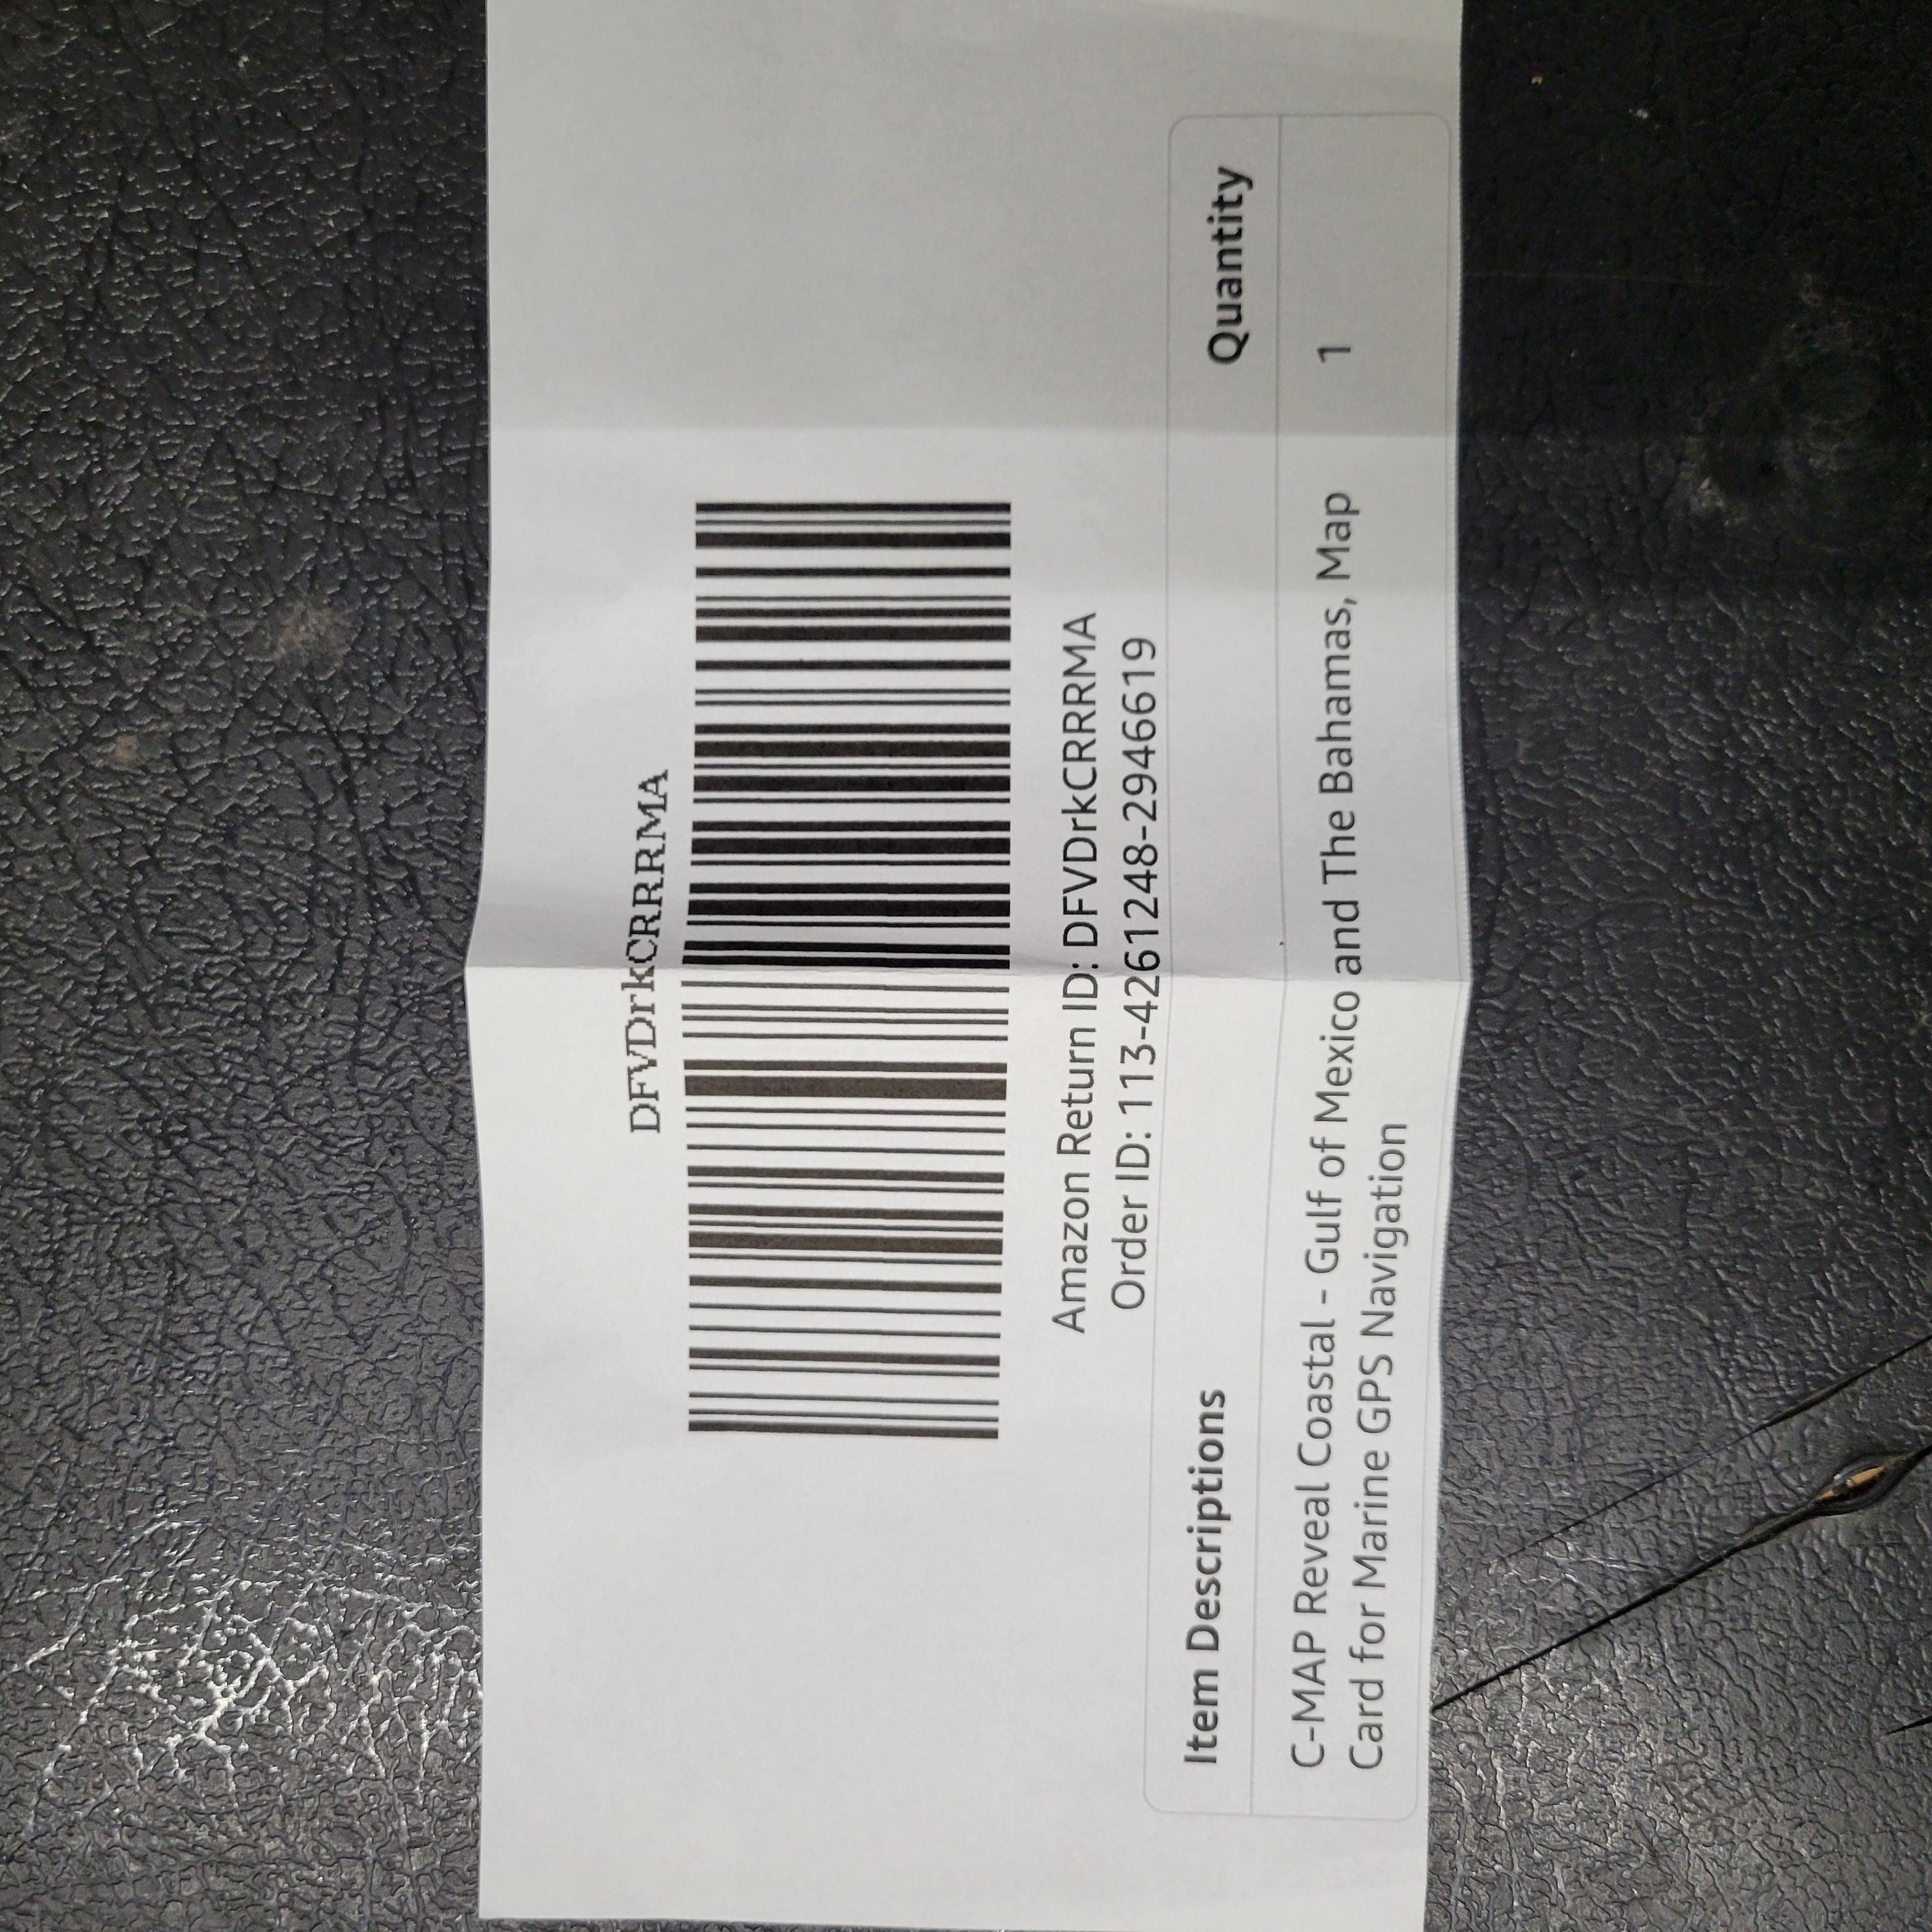 DFVDrkCRRRMA
Amazon Return ID: DFVDrkCRRRMA
Order ID: 113-4261248-2946619
Item Descriptions Quantity
C-MAP Reveal Coastal - Gulf of Mexico and The Bahamas, Map 1
Card for Marine GPS Navigation